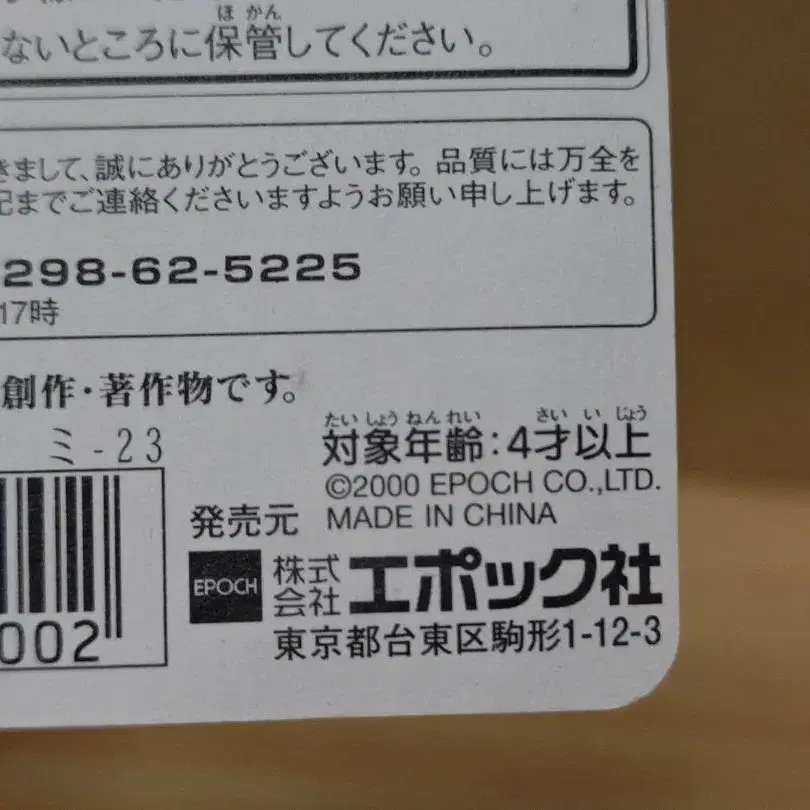 ほかん
ないところに保管してください。
きまして、誠にありがとうございます。品質には万全を
記までご連絡くださいますようお願い申し上げます。
298-62-5225
17時
創作・著作物です。
ミ-23
たいしょうねんれい さいいじょう
対象年齢:4才以上
©2000 EPOCH CO.,LTD.
発売元 MADE IN CHINA
EPOCH 株式会社 エポック社
東京都台東区駒形1-12-3
002